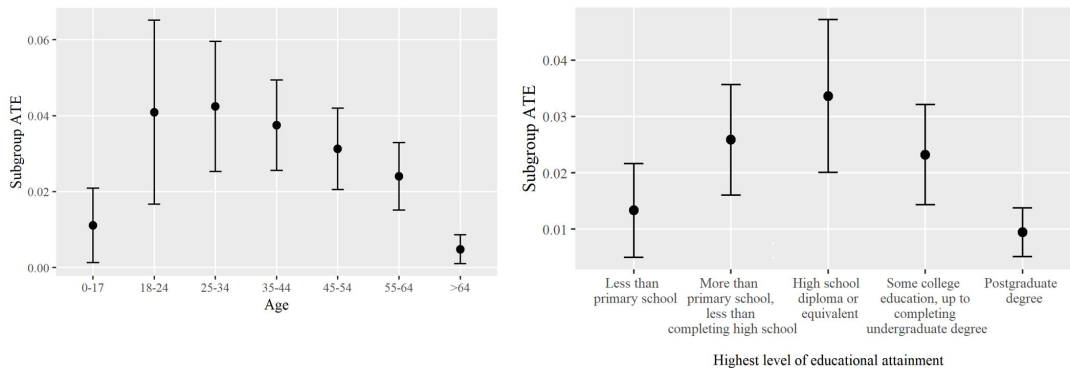 0.06
0.04
0.02
0.00
Subgroup ATE
0-17
18-24
25-34
35-44
45-54
55-64
>64
Age
0.04
0.03
0.02
0.01
Subgroup ATE
Less than
primary school
More than
primary school,
less than
completing high school
High school
diploma or
equivalent
Some college
education, up to
completing
undergraduate degree
Postgraduate
degree
Highest level of educational attainment